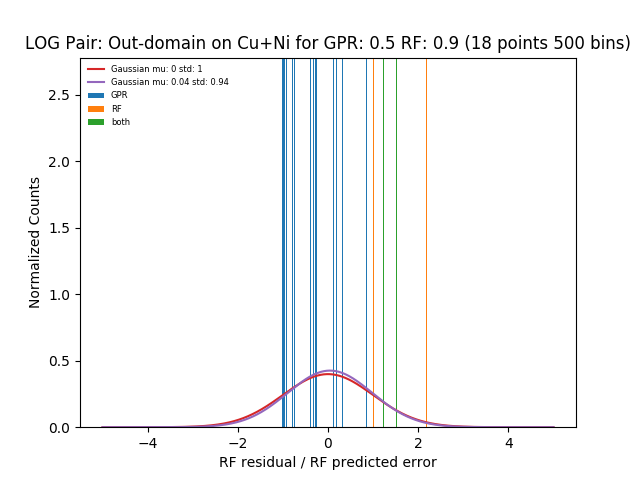 LOG Pair: Out-domain on Cu+Ni for GPR: 0.5 RF: 0.9 (18 points 500 bins)
Gaussian mu: 0 std: 1
Gaussian mu: 0.04 std: 0.94
GPR
RF
both
Normalized Counts
2.5
2.0
1.5
1.0
0.5
0.0
−4
−2
0
2
4
RF residual / RF predicted error